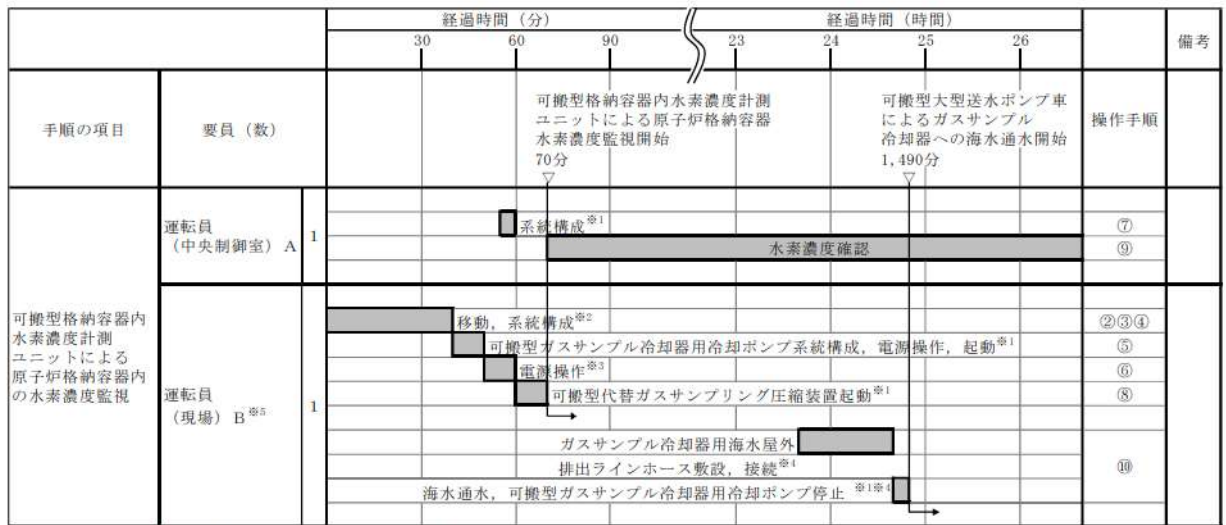 経過時間（分）
経過時間（時間）
30
60
90
23
24
25
26
備考
手順の項目
要員（数）
可搬型格納容器内水素濃度計測
ユニットによる原子炉格納容器
水素濃度監視開始
70分
▽
可搬型大型送水ポンプ車
によるガスサンプル
冷却器への海水通水開始
1,490分
▽
操作手順
可搬型格納容器内
水素濃度計測
ユニットによる
原子炉格納容器内
の水素濃度監視
運転員
（中央制御室）A
1
系統構成※1
⑦
水素濃度確認
⑨
運転員
（現場）B※5
1
移動，系統構成※2
②③④
可搬型ガスサンプル冷却器用冷却ポンプ系統構成，電源操作，起動※1
⑤
電源操作※3
⑥
可搬型代替ガスサンプリング圧縮装置起動※1
⑧
ガスサンプル冷却器用海水屋外
排出ラインホース敷設，接続※4
⑩
海水通水，可搬型ガスサンプル冷却器用冷却ポンプ停止 ※1※4